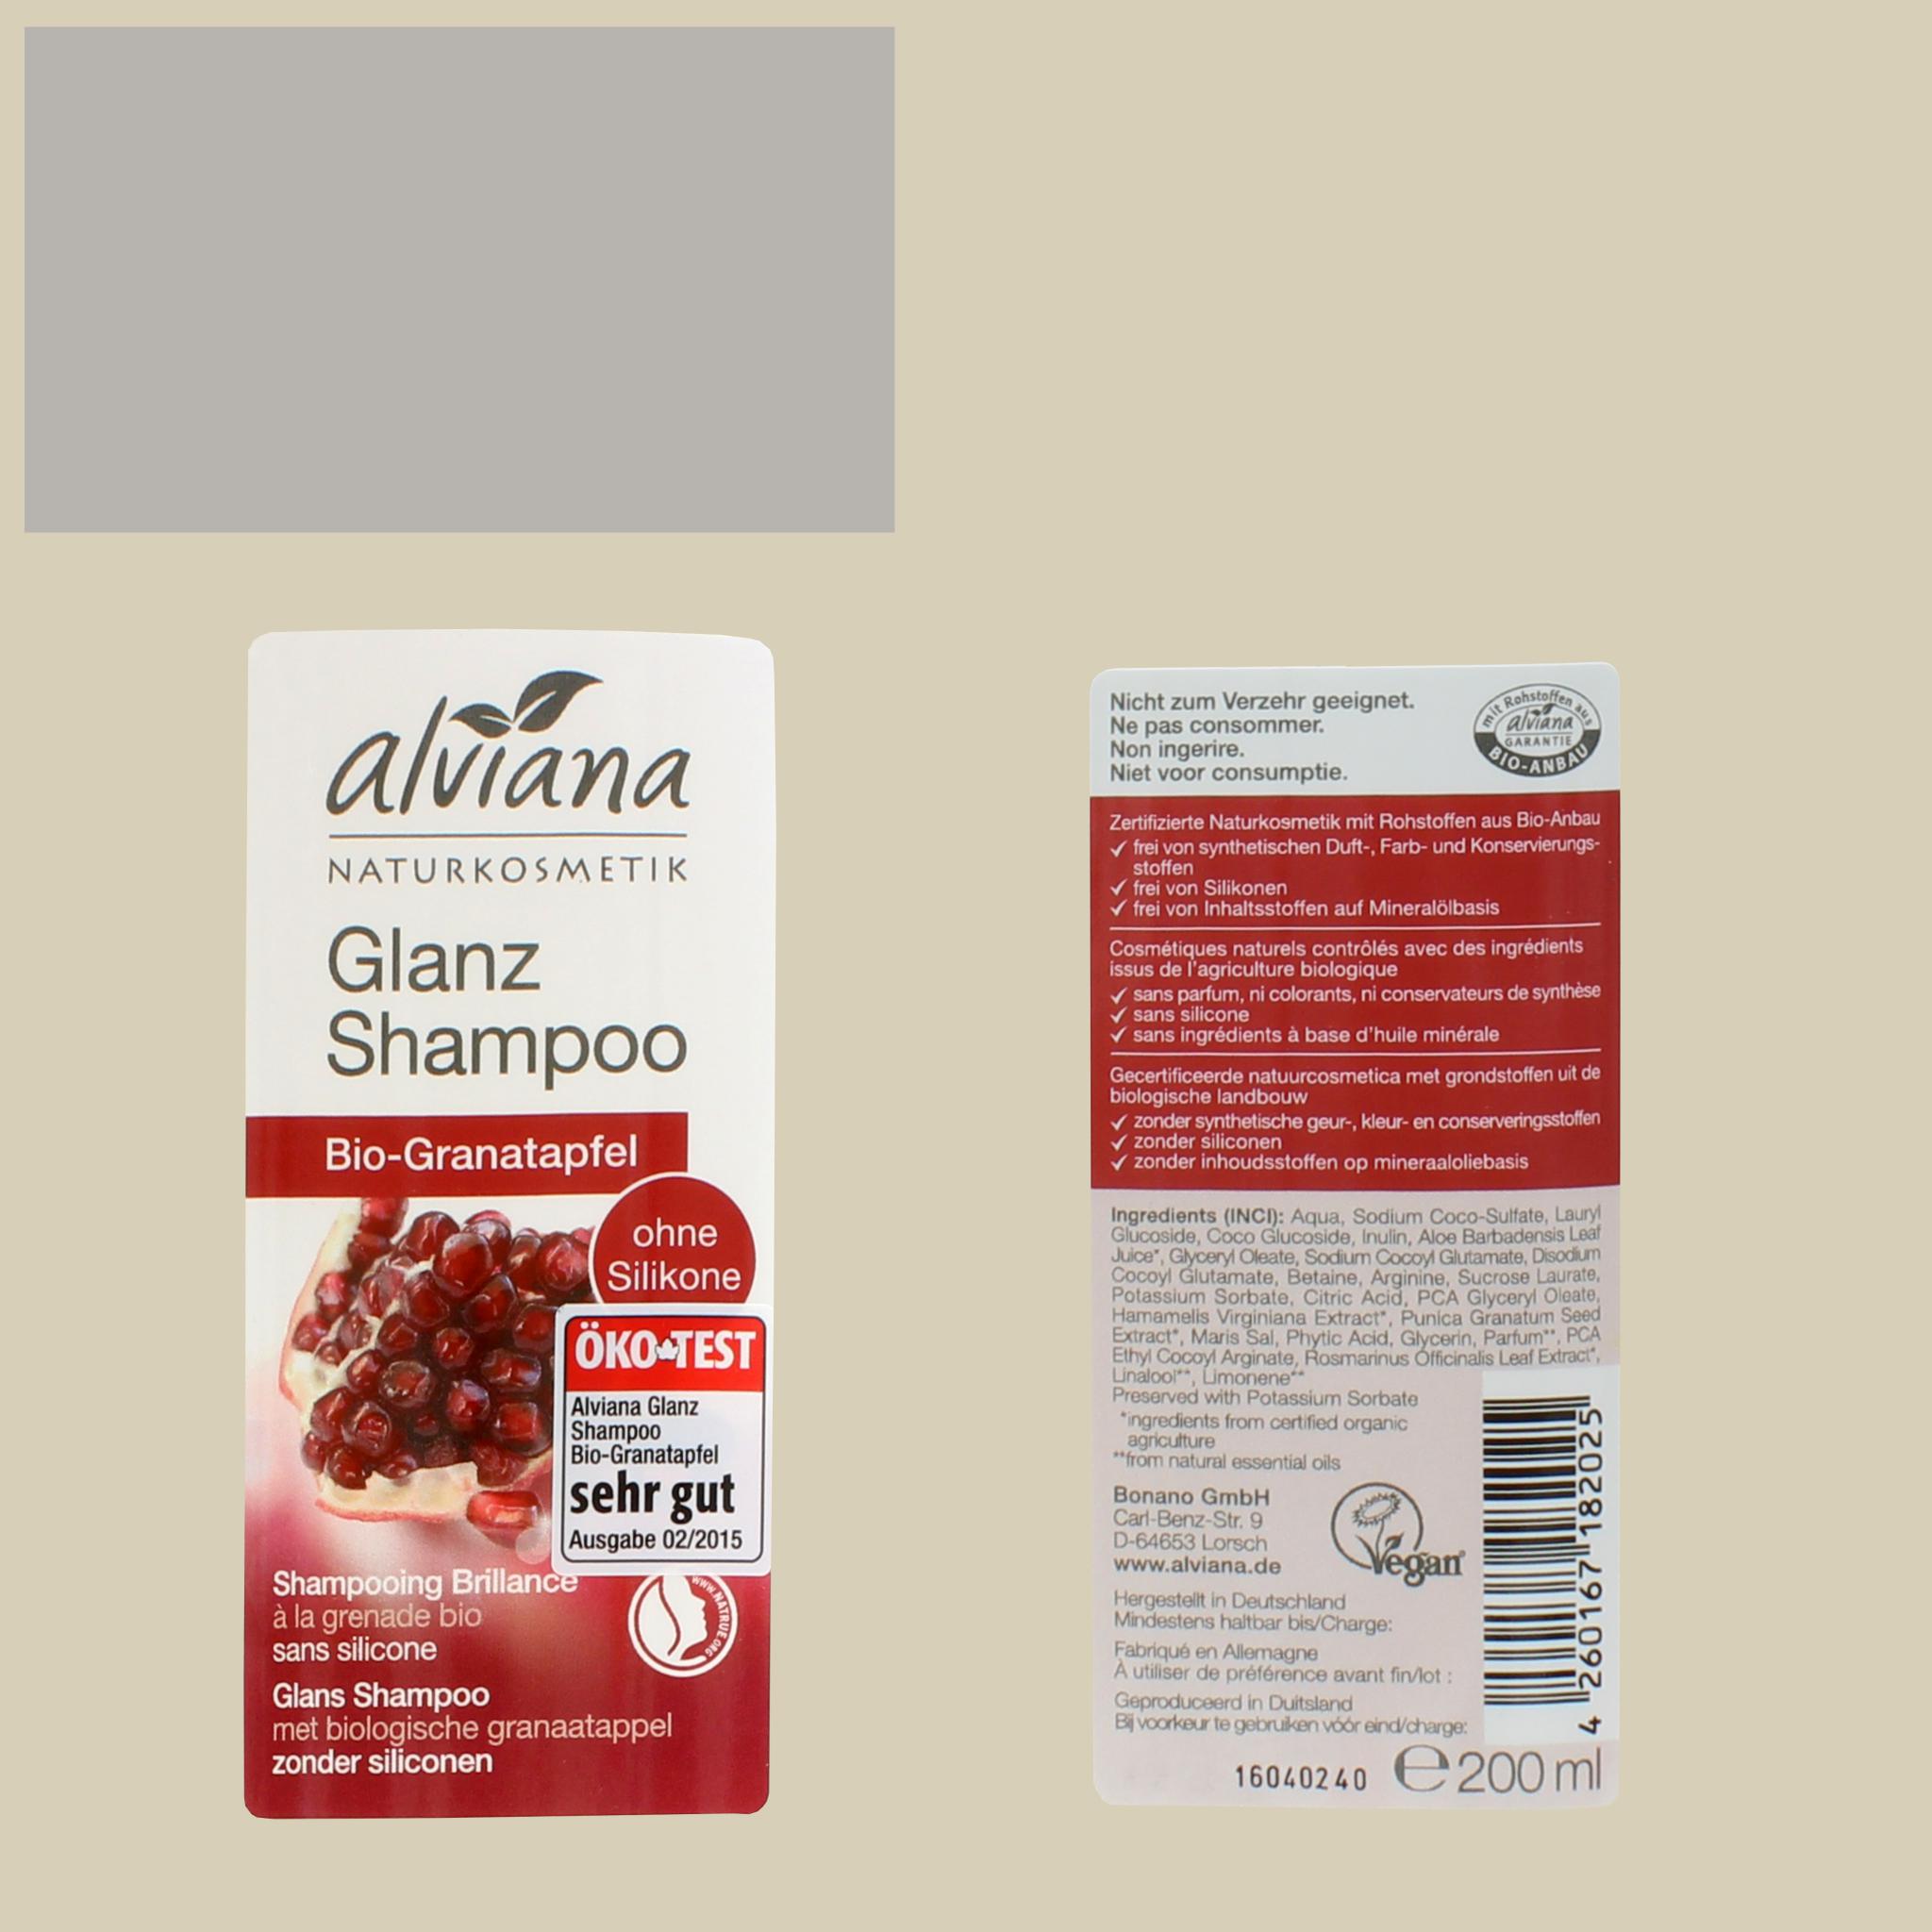 alviana
NATURKOSMETIK
Glanz
Shampoo
Bio-Granatapfel
ohne
Silikone
ÖKO TEST
Alviana Glanz
Shampoo
Bio-Granatapfel
sehr gut
Ausgabe 02/2015
Shampooing Brillance
à la grenade bio
sans silicone
WWW.NATRUE.ORG
Glans Shampoo
met biologische granaatappel
zonder siliconen
Nicht zum Verzehr geeignet.
Ne pas consommer.
Non ingerire.
Niet voor consumptie.
mit Rohstoffen aus
alviana
GARANTIE
BIO-ANBAU
Zertifizierte Naturkosmetik mit Rohstoffen aus Bio-Anbau
✓ frei von synthetischen Duft-, Farb- und Konservierungs-
stoffen
✓ frei von Silikonen
✓ frei von Inhaltsstoffen auf Mineralölbasis
Cosmétiques naturels contrôlés avec des ingrédients
issus de l'agriculture biologique
✓ sans parfum, ni colorants, ni conservateurs de synthèse
✓ sans silicone
✓ sans ingrédients à base d'huile minérale
Gecertificeerde natuurcosmetica met grondstoffen uit de
biologische landbouw
✓ zonder synthetische geur-, kleur- en conserveringsstoffen
✓ zonder siliconen
✓ zonder inhoudsstoffen op mineraaloliebasis
Ingredients (INCI): Aqua, Sodium Coco-Sulfate, Lauryl
Glucoside, Coco Glucoside, Inulin, Aloe Barbadensis Leaf
Juice*, Glyceryl Oleate, Sodium Cocoyl Glutamate, Disodium
Cocoyl Glutamate, Betaine, Arginine, Sucrose Laurate,
Potassium Sorbate, Citric Acid, PCA Glyceryl Oleate,
Hamamelis Virginiana Extract*, Punica Granatum Seed
Extract*, Maris Sal, Phytic Acid, Glycerin, Parfum**, PCA
Ethyl Cocoyl Arginate, Rosmarinus Officinalis Leaf Extract*,
Linalool**, Limonene**
Preserved with Potassium Sorbate
*ingredients from certified organic
agriculture
**from natural essential oils
Bonano GmbH
Carl-Benz-Str. 9
D-64653 Lorsch
www.alviana.de
Vegan
Hergestellt in Deutschland
Mindestens haltbar bis/Charge:
Fabriqué en Allemagne
À utiliser de préférence avant fin/lot :
Geproduceerd in Duitsland
Bij voorkeur te gebruiken vóór eind/charge:
4 260167 182025
16040240 ℮ 200 ml